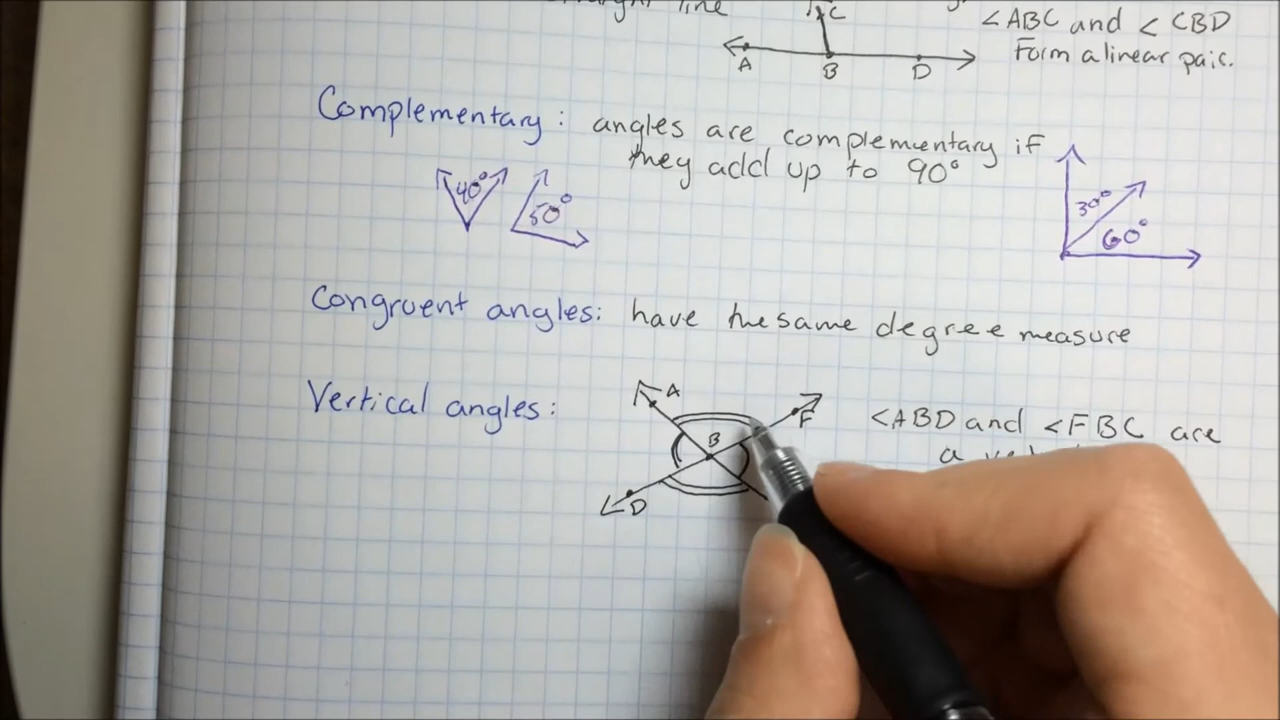 line
C
∠ABC and ∠CBD
A B D
Form a linear pair.
Complementary: angles are complementary if
they add up to 90°
40° 50°
30°
60°
Congruent angles: have the same degree measure
Vertical angles:
A
F
B
D
∠ABD and ∠FBC are
a